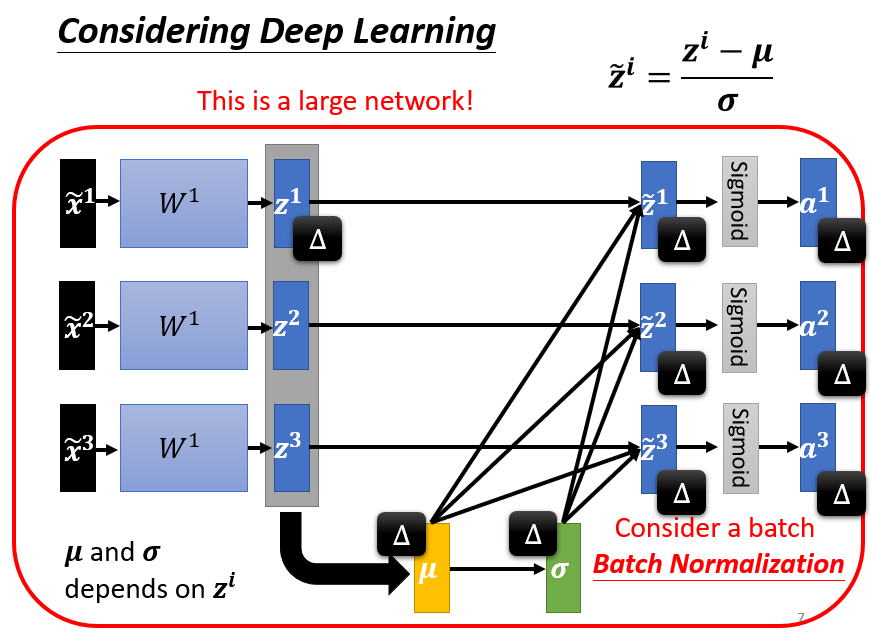 Considering Deep Learning
z̃ⁱ = (zⁱ − μ) / σ
This is a large network!
x̃¹ W¹ z¹ Δ z̃¹ Δ Sigmoid a¹ Δ
x̃² W¹ z² z̃² Δ Sigmoid a² Δ
x̃³ W¹ z³ z̃³ Δ Sigmoid a³ Δ
Δ Δ
μ σ
μ and σ
depends on zⁱ
Consider a batch
Batch Normalization
7